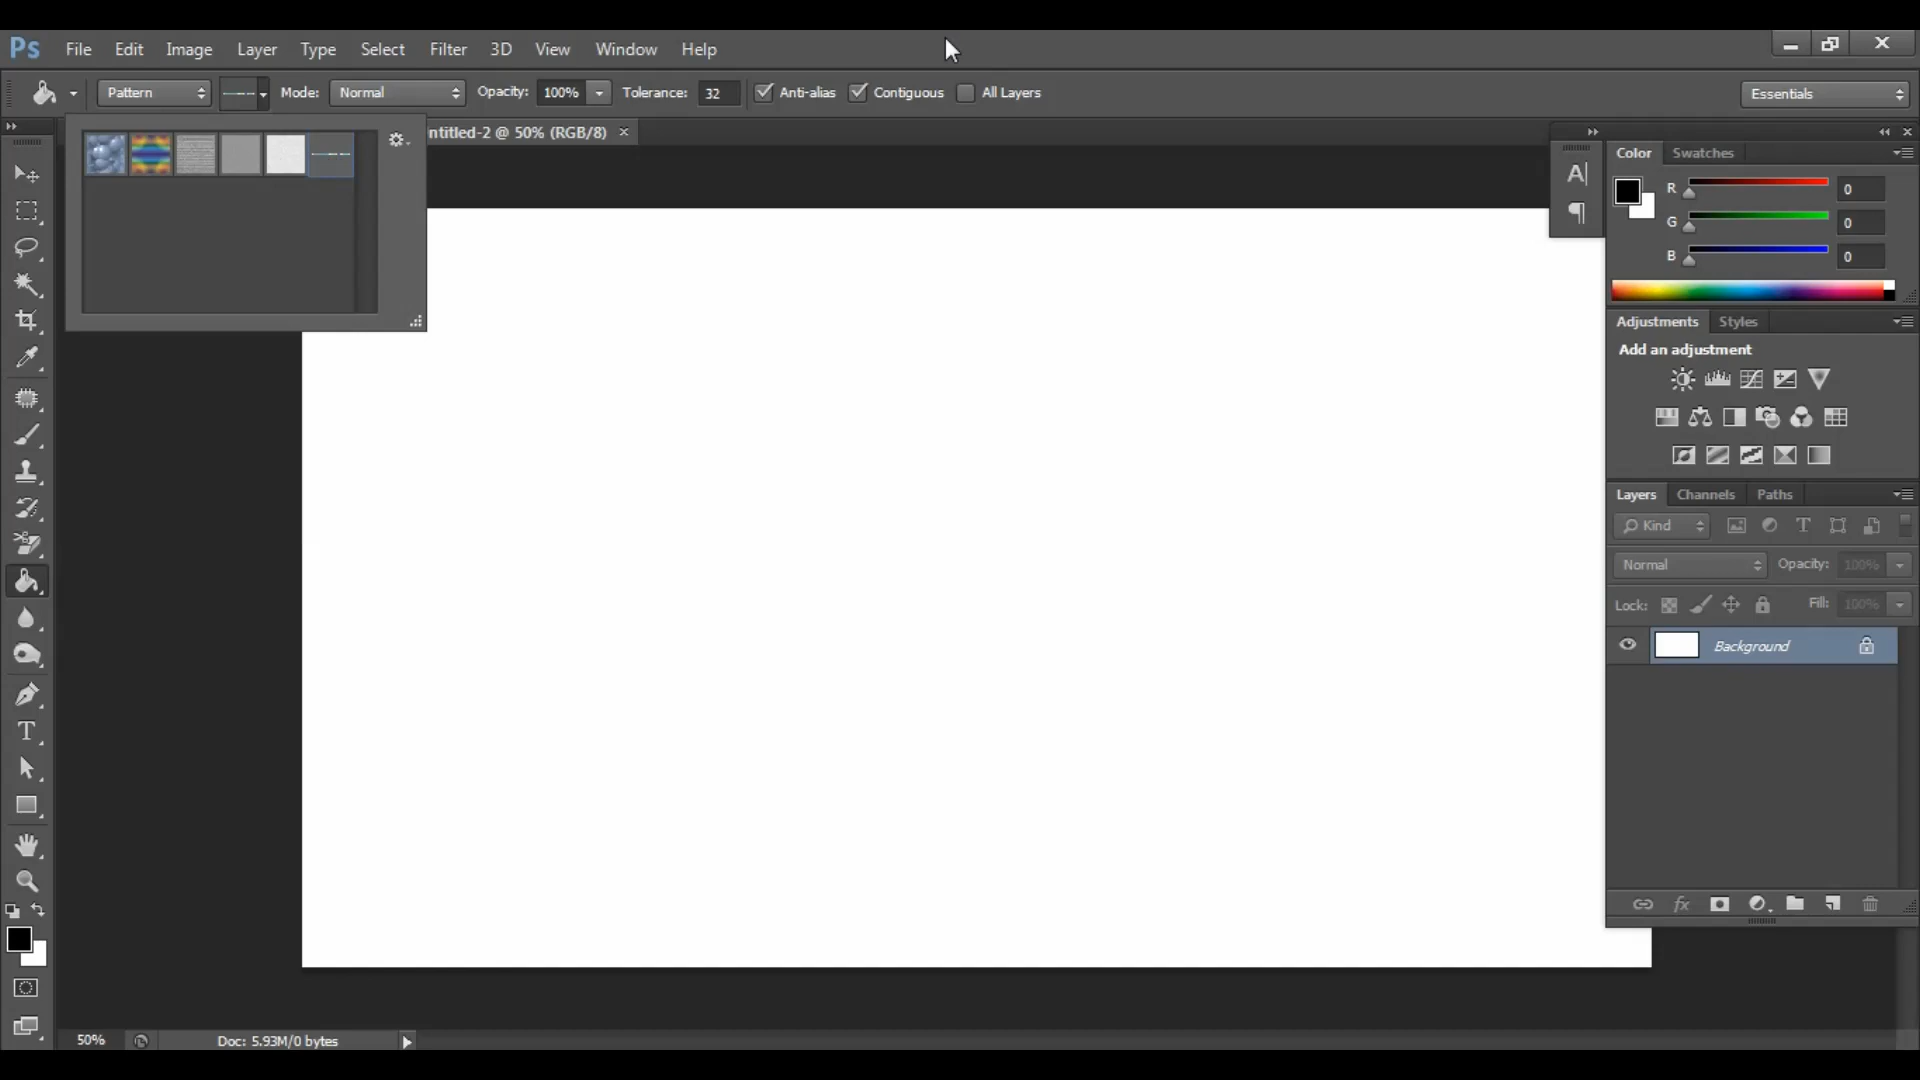 Ps File Edit Image Layer Type Select Filter 3D View Window Help
Pattern Mode: Normal Opacity: 100% Tolerance: 32 Anti-alias Contiguous All Layers Essentials
ntitled-2 @ 50% (RGB/8)
Color Swatches
R 0
G 0
B 0
Adjustments Styles
Add an adjustment
Layers Channels Paths
Kind
Normal Opacity: 100%
Lock: Fill: 100%
Background
50% Doc: 5.93M/0 bytes